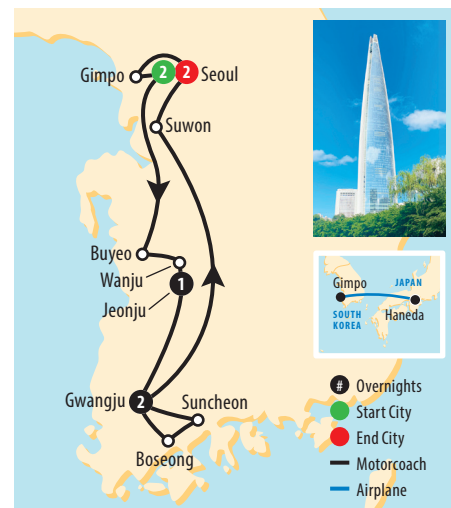 Gimpo
2
2
Seoul
Suwon
Buyeo
Wanju
1
Jeonju
Gwangju
2
Suncheon
Boseong
Gimpo
JAPAN
SOUTH
KOREA
Haneda
# Overnights
Start City
End City
Motorcoach
Airplane